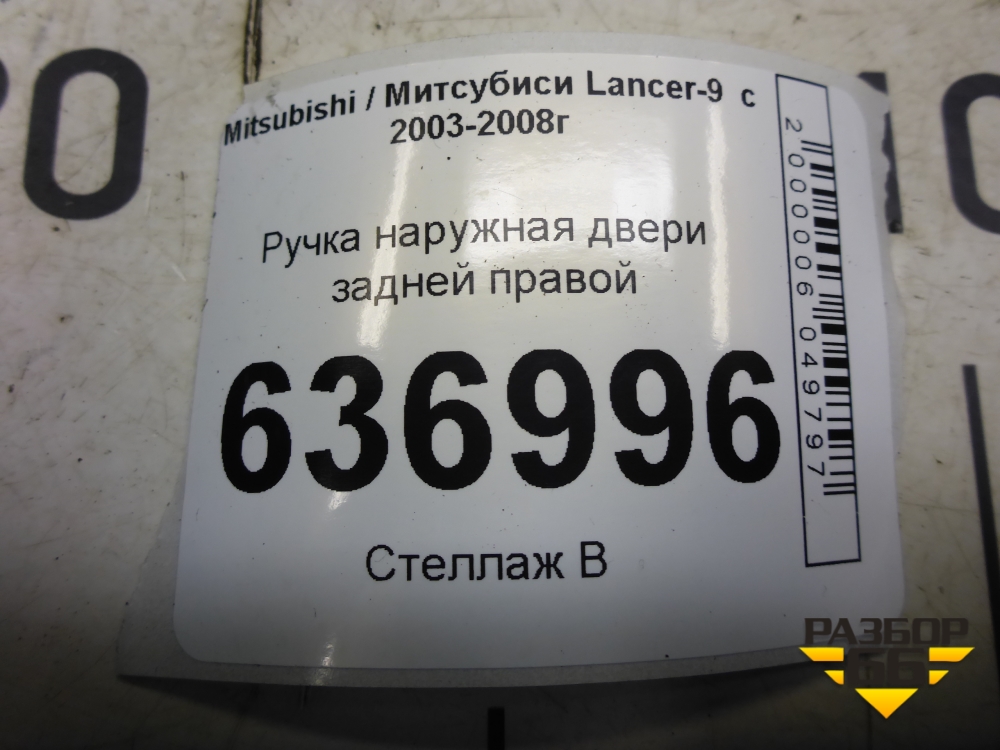 Mitsubishi / Митсубиси Lancer-9 с
2003-2008г
Ручка наружная двери
задней правой
636996
Стеллаж В
2000006049797
РАЗБОР
66